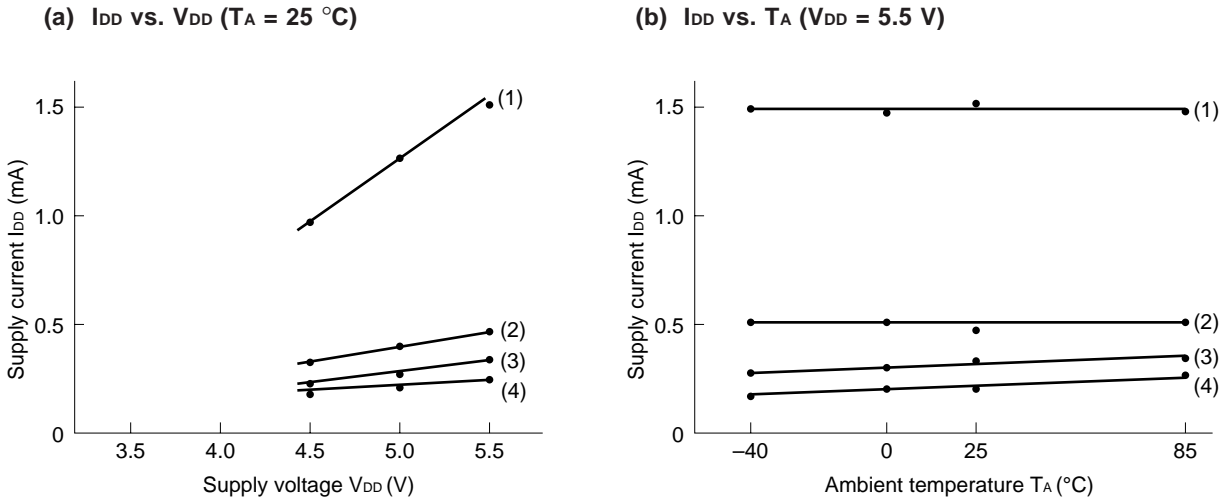 (a) IDD vs. VDD (TA = 25 °C)
Supply current IDD (mA)
1.5
1.0
0.5
0
3.5 4.0 4.5 5.0 5.5
Supply voltage VDD (V)
(1)
(2)
(3)
(4)
(b) IDD vs. TA (VDD = 5.5 V)
Supply current IDD (mA)
1.5
1.0
0.5
0
–40 0 25 85
Ambient temperature TA (°C)
(1)
(2)
(3)
(4)